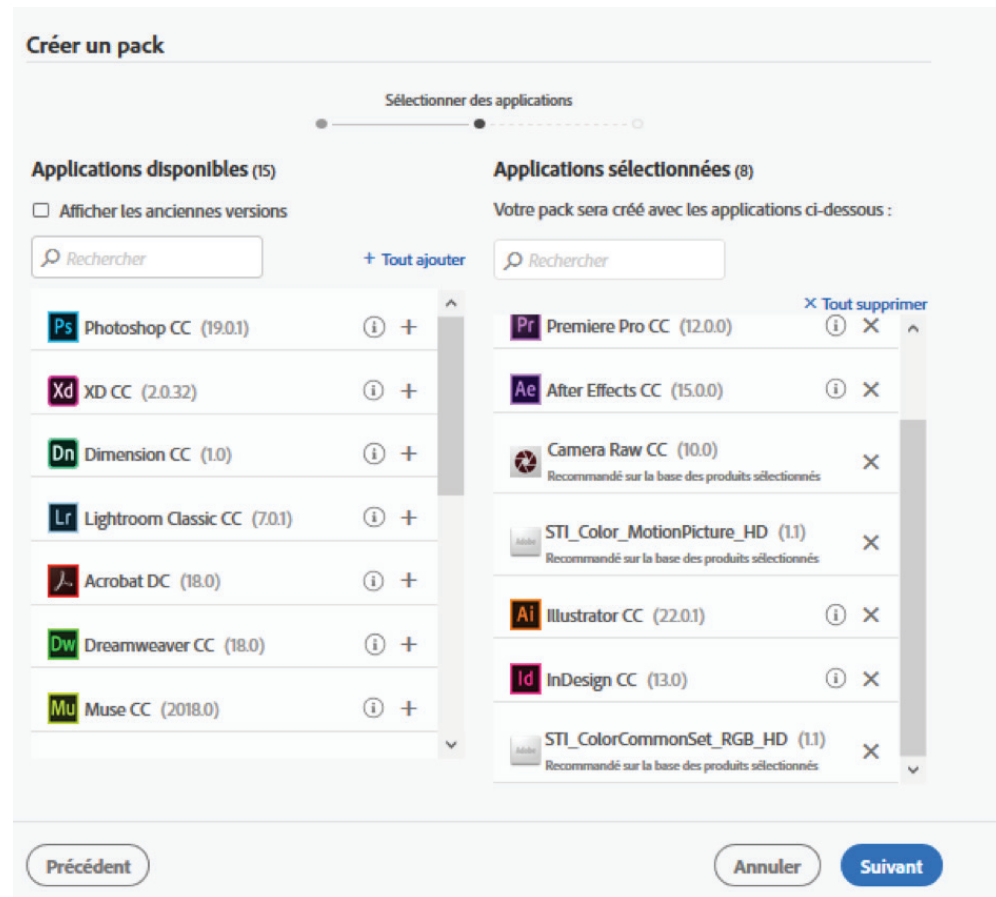 Créer un pack
Sélectionner des applications
Applications disponibles (15)
Afficher les anciennes versions
Rechercher
+ Tout ajouter
Ps Photoshop CC (19.0.1)
Xd XD CC (2.0.32)
Dn Dimension CC (1.0)
Lr Lightroom Classic CC (7.0.1)
Acrobat DC (18.0)
Dw Dreamweaver CC (18.0)
Mu Muse CC (2018.0)
Applications sélectionnées (8)
Votre pack sera créé avec les applications ci-dessous :
Rechercher
× Tout supprimer
Pr Premiere Pro CC (12.0.0)
Ae After Effects CC (15.0.0)
Camera Raw CC (10.0)
Recommandé sur la base des produits sélectionnés
Adobe STI_Color_MotionPicture_HD (1.1)
Recommandé sur la base des produits sélectionnés
Ai Illustrator CC (22.0.1)
Id InDesign CC (13.0)
Adobe STI_ColorCommonSet_RGB_HD (1.1)
Recommandé sur la base des produits sélectionnés
Précédent
Annuler
Suivant